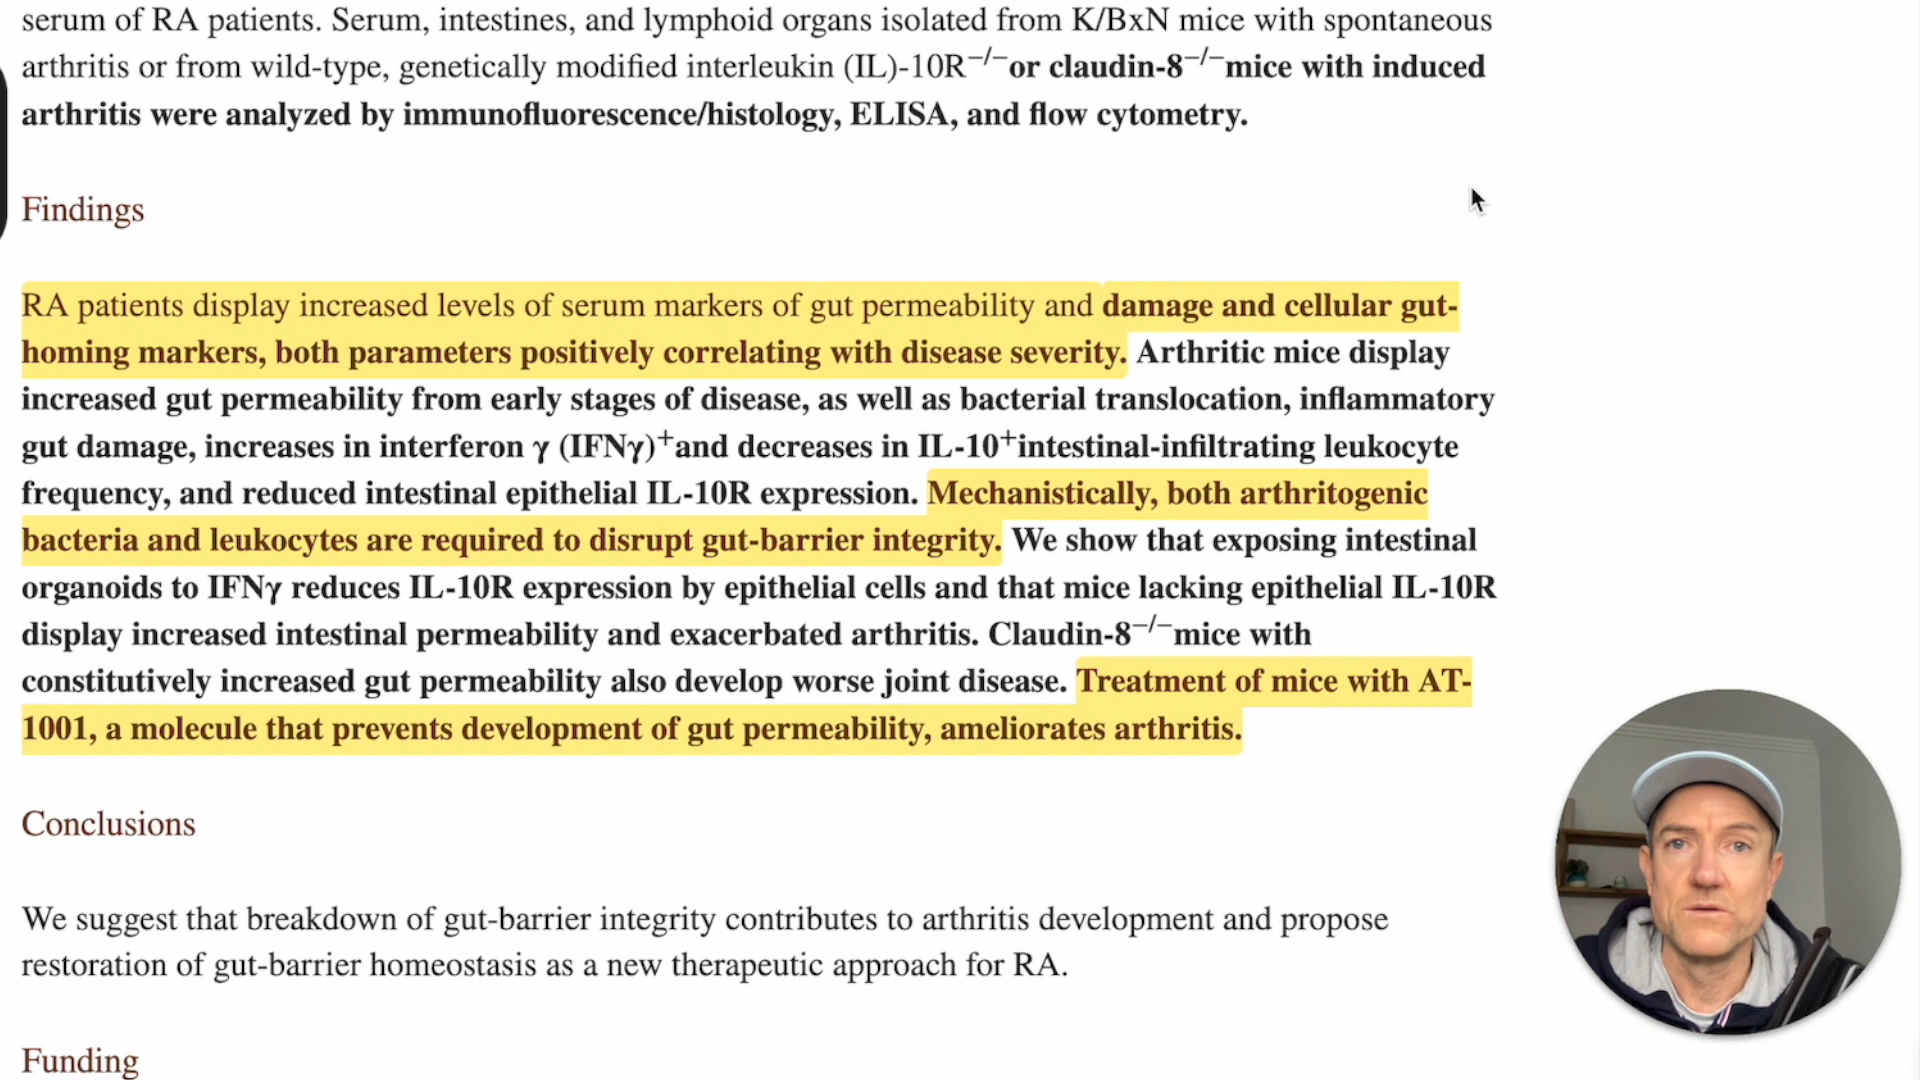 serum of RA patients. Serum, intestines, and lymphoid organs isolated from K/BxN mice with spontaneous
arthritis or from wild-type, genetically modified interleukin (IL)-10R−/−or claudin-8−/−mice with induced
arthritis were analyzed by immunofluorescence/histology, ELISA, and flow cytometry.
Findings
RA patients display increased levels of serum markers of gut permeability and damage and cellular gut-
homing markers, both parameters positively correlating with disease severity. Arthritic mice display
increased gut permeability from early stages of disease, as well as bacterial translocation, inflammatory
gut damage, increases in interferon γ (IFNγ)+and decreases in IL-10+intestinal-infiltrating leukocyte
frequency, and reduced intestinal epithelial IL-10R expression. Mechanistically, both arthritogenic
bacteria and leukocytes are required to disrupt gut-barrier integrity. We show that exposing intestinal
organoids to IFNγ reduces IL-10R expression by epithelial cells and that mice lacking epithelial IL-10R
display increased intestinal permeability and exacerbated arthritis. Claudin-8−/−mice with
constitutively increased gut permeability also develop worse joint disease. Treatment of mice with AT-
1001, a molecule that prevents development of gut permeability, ameliorates arthritis.
Conclusions
We suggest that breakdown of gut-barrier integrity contributes to arthritis development and propose
restoration of gut-barrier homeostasis as a new therapeutic approach for RA.
Funding